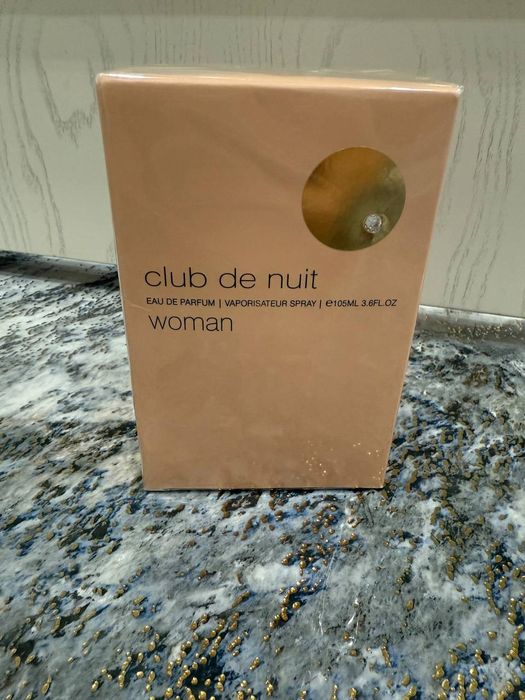 club de nuit
EAU DE PARFUM | VAPORISATEUR SPRAY | ℮105ML 3.6FL.OZ
woman